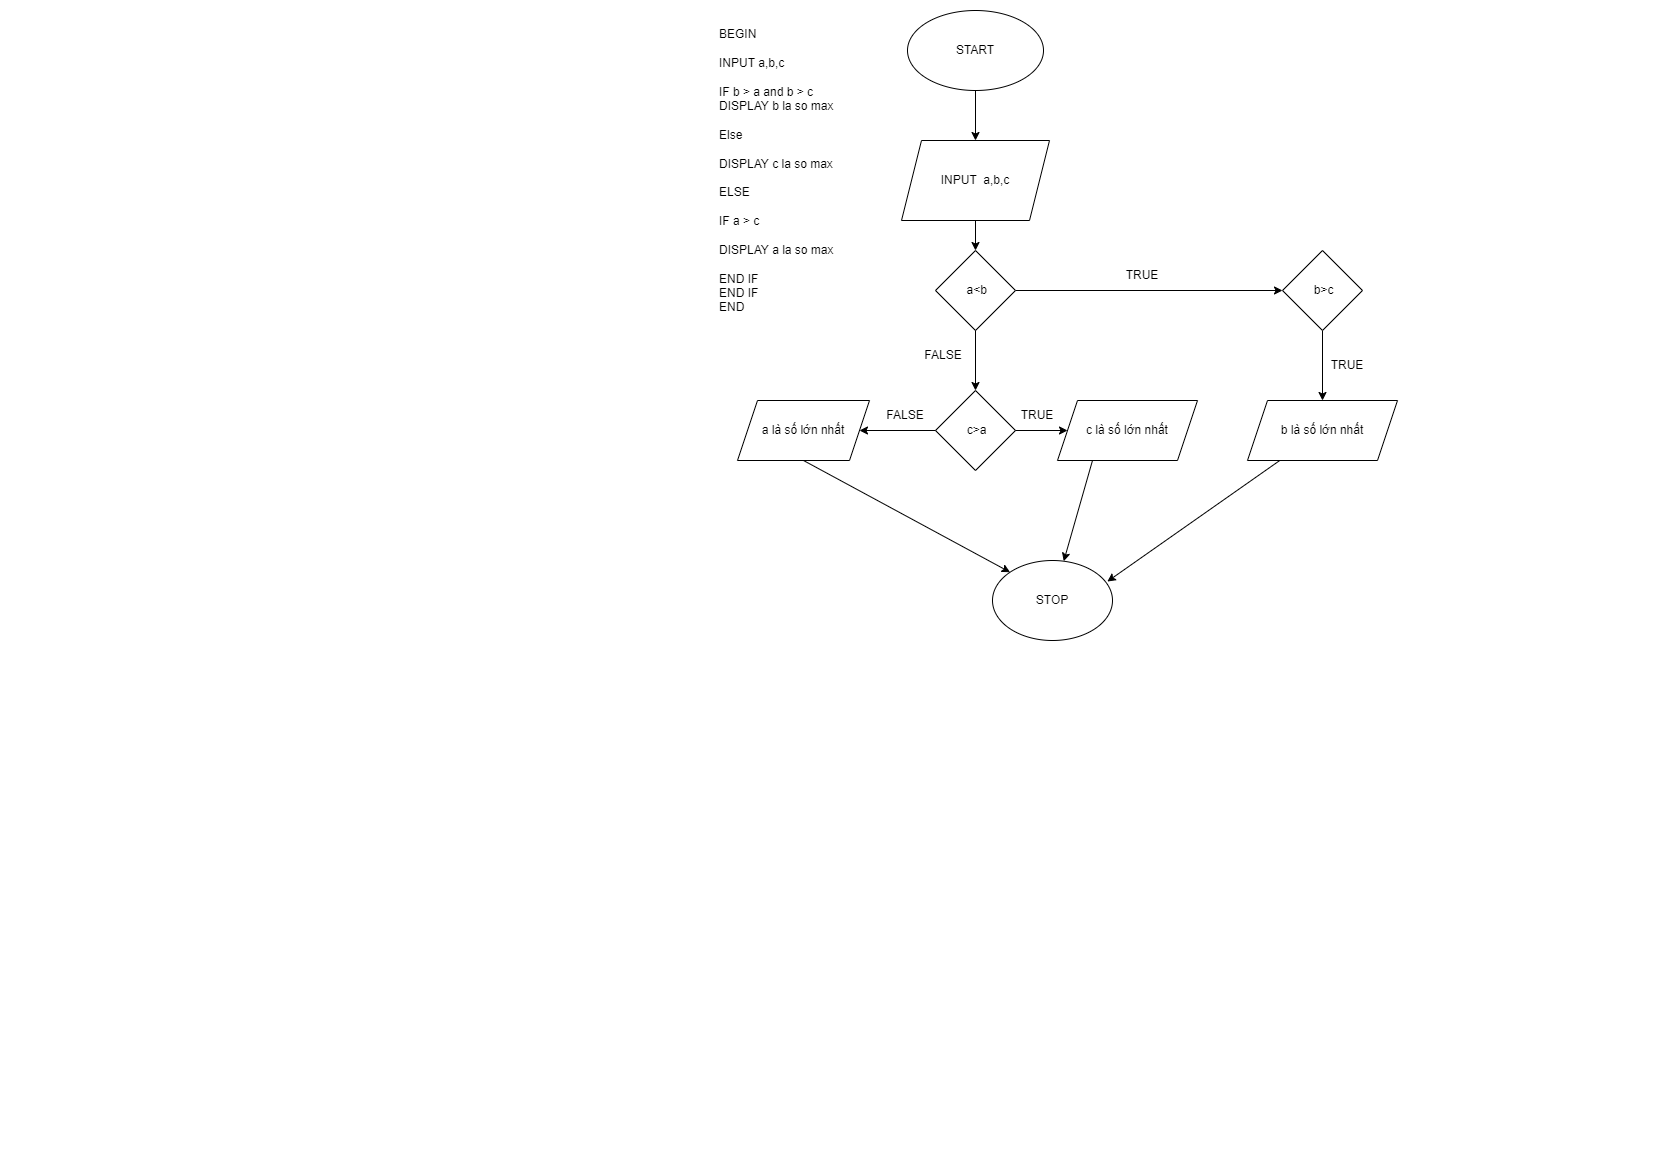 BEGIN
INPUT a,b,c
IF b > a and b > c
DISPLAY b la so max
Else
DISPLAY c la so max
ELSE
IF a > c
DISPLAY a la so max
END IF
END IF
END
START
INPUT  a,b,c
a<b
TRUE
b>c
FALSE
TRUE
c>a
FALSE
TRUE
a là số lớn nhất
c là số lớn nhất
b là số lớn nhất
STOP